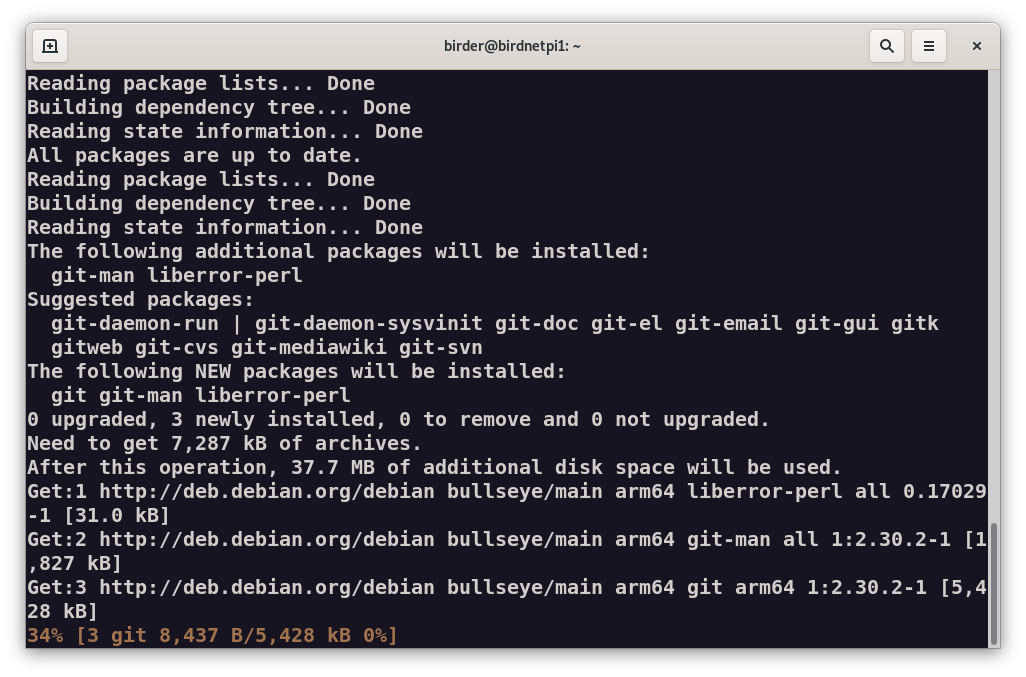 birder@birdnetpi1: ~
Reading package lists... Done
Building dependency tree... Done
Reading state information... Done
All packages are up to date.
Reading package lists... Done
Building dependency tree... Done
Reading state information... Done
The following additional packages will be installed:
  git-man liberror-perl
Suggested packages:
  git-daemon-run | git-daemon-sysvinit git-doc git-el git-email git-gui gitk
  gitweb git-cvs git-mediawiki git-svn
The following NEW packages will be installed:
  git git-man liberror-perl
0 upgraded, 3 newly installed, 0 to remove and 0 not upgraded.
Need to get 7,287 kB of archives.
After this operation, 37.7 MB of additional disk space will be used.
Get:1 http://deb.debian.org/debian bullseye/main arm64 liberror-perl all 0.17029
-1 [31.0 kB]
Get:2 http://deb.debian.org/debian bullseye/main arm64 git-man all 1:2.30.2-1 [1
,827 kB]
Get:3 http://deb.debian.org/debian bullseye/main arm64 git arm64 1:2.30.2-1 [5,4
28 kB]
34% [3 git 8,437 B/5,428 kB 0%]